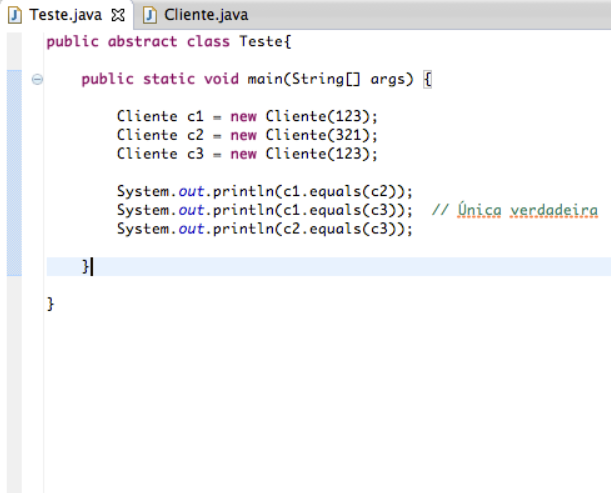 Teste.java Cliente.java
public abstract class Teste{
public static void main(String[] args) {
Cliente c1 = new Cliente(123);
Cliente c2 = new Cliente(321);
Cliente c3 = new Cliente(123);
System.out.println(c1.equals(c2));
System.out.println(c1.equals(c3)); // Única verdadeira
System.out.println(c2.equals(c3));
}
}